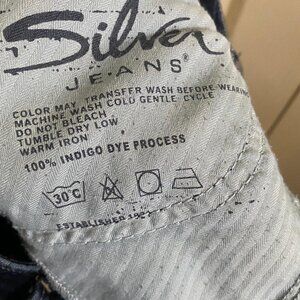 Silver
JEANS®
COLOR MAY TRANSFER WASH BEFORE WEARING
MACHINE WASH COLD GENTLE CYCLE
DO NOT BLEACH
TUMBLE DRY LOW
WARM IRON
100% INDIGO DYE PROCESS
30°C
ESTABLISHED